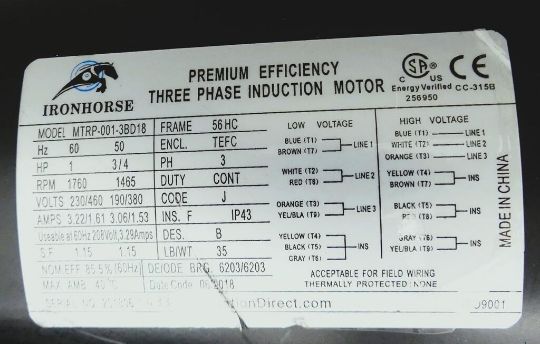 IRONHORSE
PREMIUM EFFICIENCY
THREE PHASE INDUCTION MOTOR
CSA
C US
CE
Energy Verified CC-315B
256950
MODEL MTRP-001-3BD18 FRAME 56HC
Hz 60 50 ENCL. TEFC
HP 1 3/4 PH 3
RPM 1760 1465 DUTY CONT
VOLTS 230/460 190/380 CODE J
AMPS 3.22/1.61 3.06/1.53 INS. F IP43
Useable at 60Hz 208Volt, 3.29Amps DES. B
S.F. 1.15 1.15 LB/WT 35
NOM.EFF 85.5% (60Hz) DE/ODE BRG. 6203/6203
MAX. AMB 40°C Date Code
SERIAL NO
Direct.com
LOW VOLTAGE
BLUE (T1)
BROWN (T7)
LINE 1
WHITE (T2)
RED (T8)
LINE 2
ORANGE (T3)
YEL/BLA (T9)
LINE 3
YELLOW (T4)
BLACK (T5)
GRAY (T6)
INS
HIGH VOLTAGE
BLUE (T1) LINE 1
WHITE (T2) LINE 2
ORANGE (T3) LINE 3
YELLOW (T4)
BROWN (T7)
INS
BLACK (T5)
RED (T8)
INS
GRAY (T6)
YEL/BLA (T9)
INS
ACCEPTABLE FOR FIELD WIRING
THERMALLY PROTECTED: NONE
MADE IN CHINA